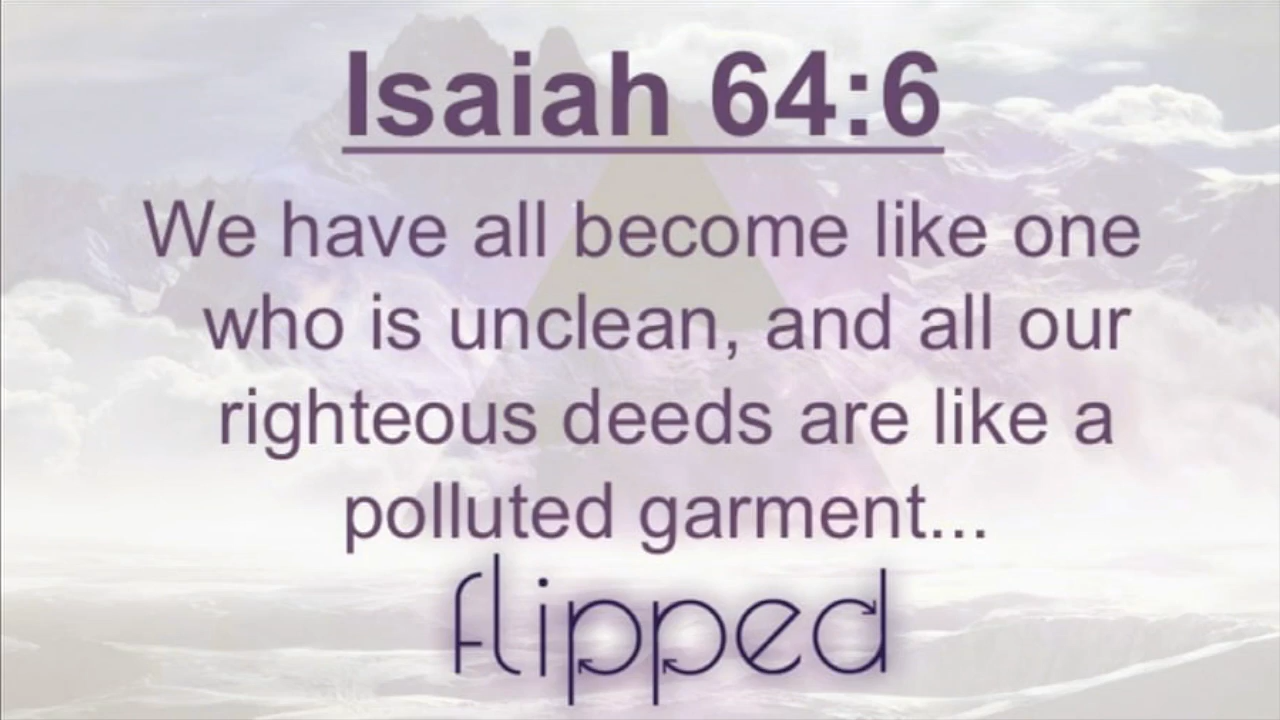 Isaiah 64:6
We have all become like one
who is unclean, and all our
righteous deeds are like a
polluted garment...
flipped